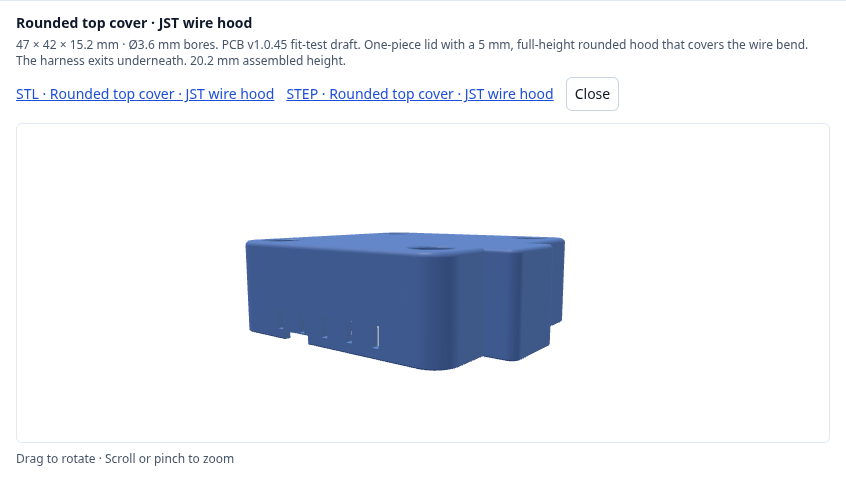 Rounded top cover · JST wire hood
47 × 42 × 15.2 mm · Ø3.6 mm bores. PCB v1.0.45 fit-test draft. One-piece lid with a 5 mm, full-height rounded hood that covers the wire bend.
The harness exits underneath. 20.2 mm assembled height.
STL · Rounded top cover · JST wire hood STEP · Rounded top cover · JST wire hood Close
Drag to rotate · Scroll or pinch to zoom